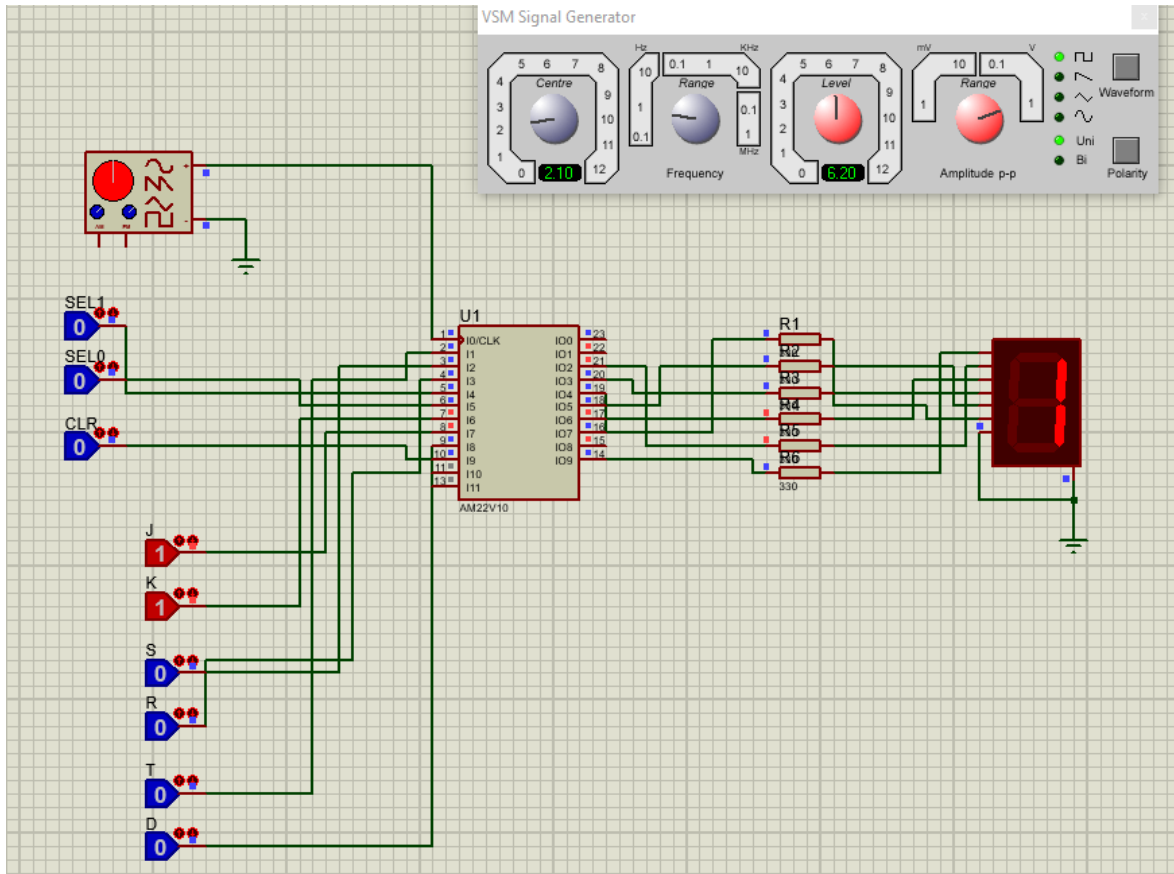 VSM Signal Generator
x
Hz KHz mV V
5 6 7 8 9 10 11 12 4 3 2 1 0
Centre
2.10
10 1 0.1
0.1 1 10
0.1 1
MHz
Range
Frequency
5 6 7 8 9 10 11 12 4 3 2 1 0
Level
6.20
1 10
0.1 1
Range
Amplitude p-p
Waveform
Uni
Bi
Polarity
+
-
AM FM
SEL1
0
SEL0
0
CLR
0
J
1
K
1
S
0
R
0
T
0
D
0
U1
1 I0/CLK IO0 23
2 I1 IO1 22
3 I2 IO2 21
4 I3 IO3 20
5 I4 IO4 19
6 I5 IO5 18
7 I6 IO6 17
8 I7 IO7 16
9 I8 IO8 15
10 I9 IO9 14
11 I10
13 I11
AM22V10
R1
R2
R3
R4
R5
R6
330
1